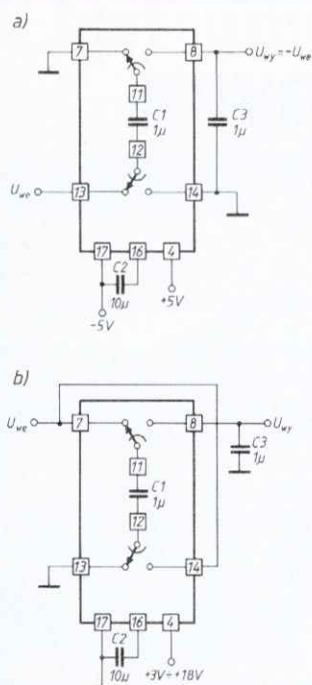 a)
7
8
U_wy = -U_we
11
C1
1µ
C3
1µ
12
U_we
13
14
17
16
4
C2
10µ
-5V
+5V
b)
U_we
7
8
U_wy
C3
1µ
11
C1
1µ
12
13
14
17
16
4
C2
10µ
+3V÷+18V